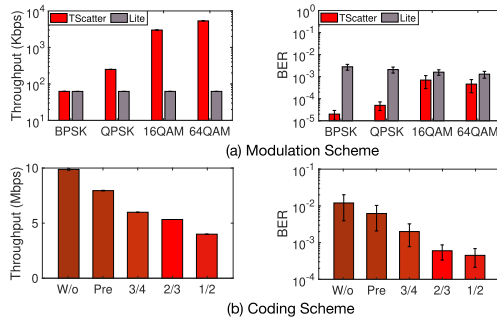 TScatter Lite
Throughput (Kbps)
10^4
10^3
10^2
10^1
BPSK QPSK 16QAM 64QAM
TScatter Lite
BER
10^-1
10^-2
10^-3
10^-4
10^-5
BPSK QPSK 16QAM 64QAM
(a) Modulation Scheme
Throughput (Mbps)
10
5
0
W/o Pre 3/4 2/3 1/2
BER
10^-1
10^-2
10^-3
10^-4
W/o Pre 3/4 2/3 1/2
(b) Coding Scheme